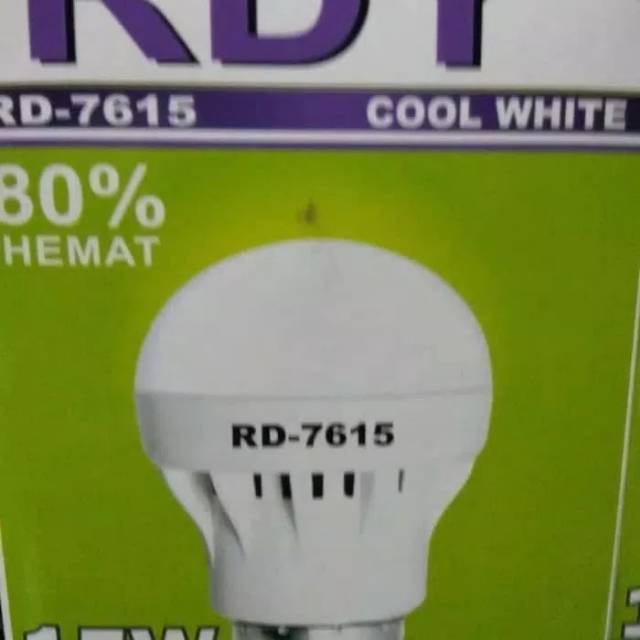 RD-7615 COOL WHITE
80%
HEMAT
RD-7615